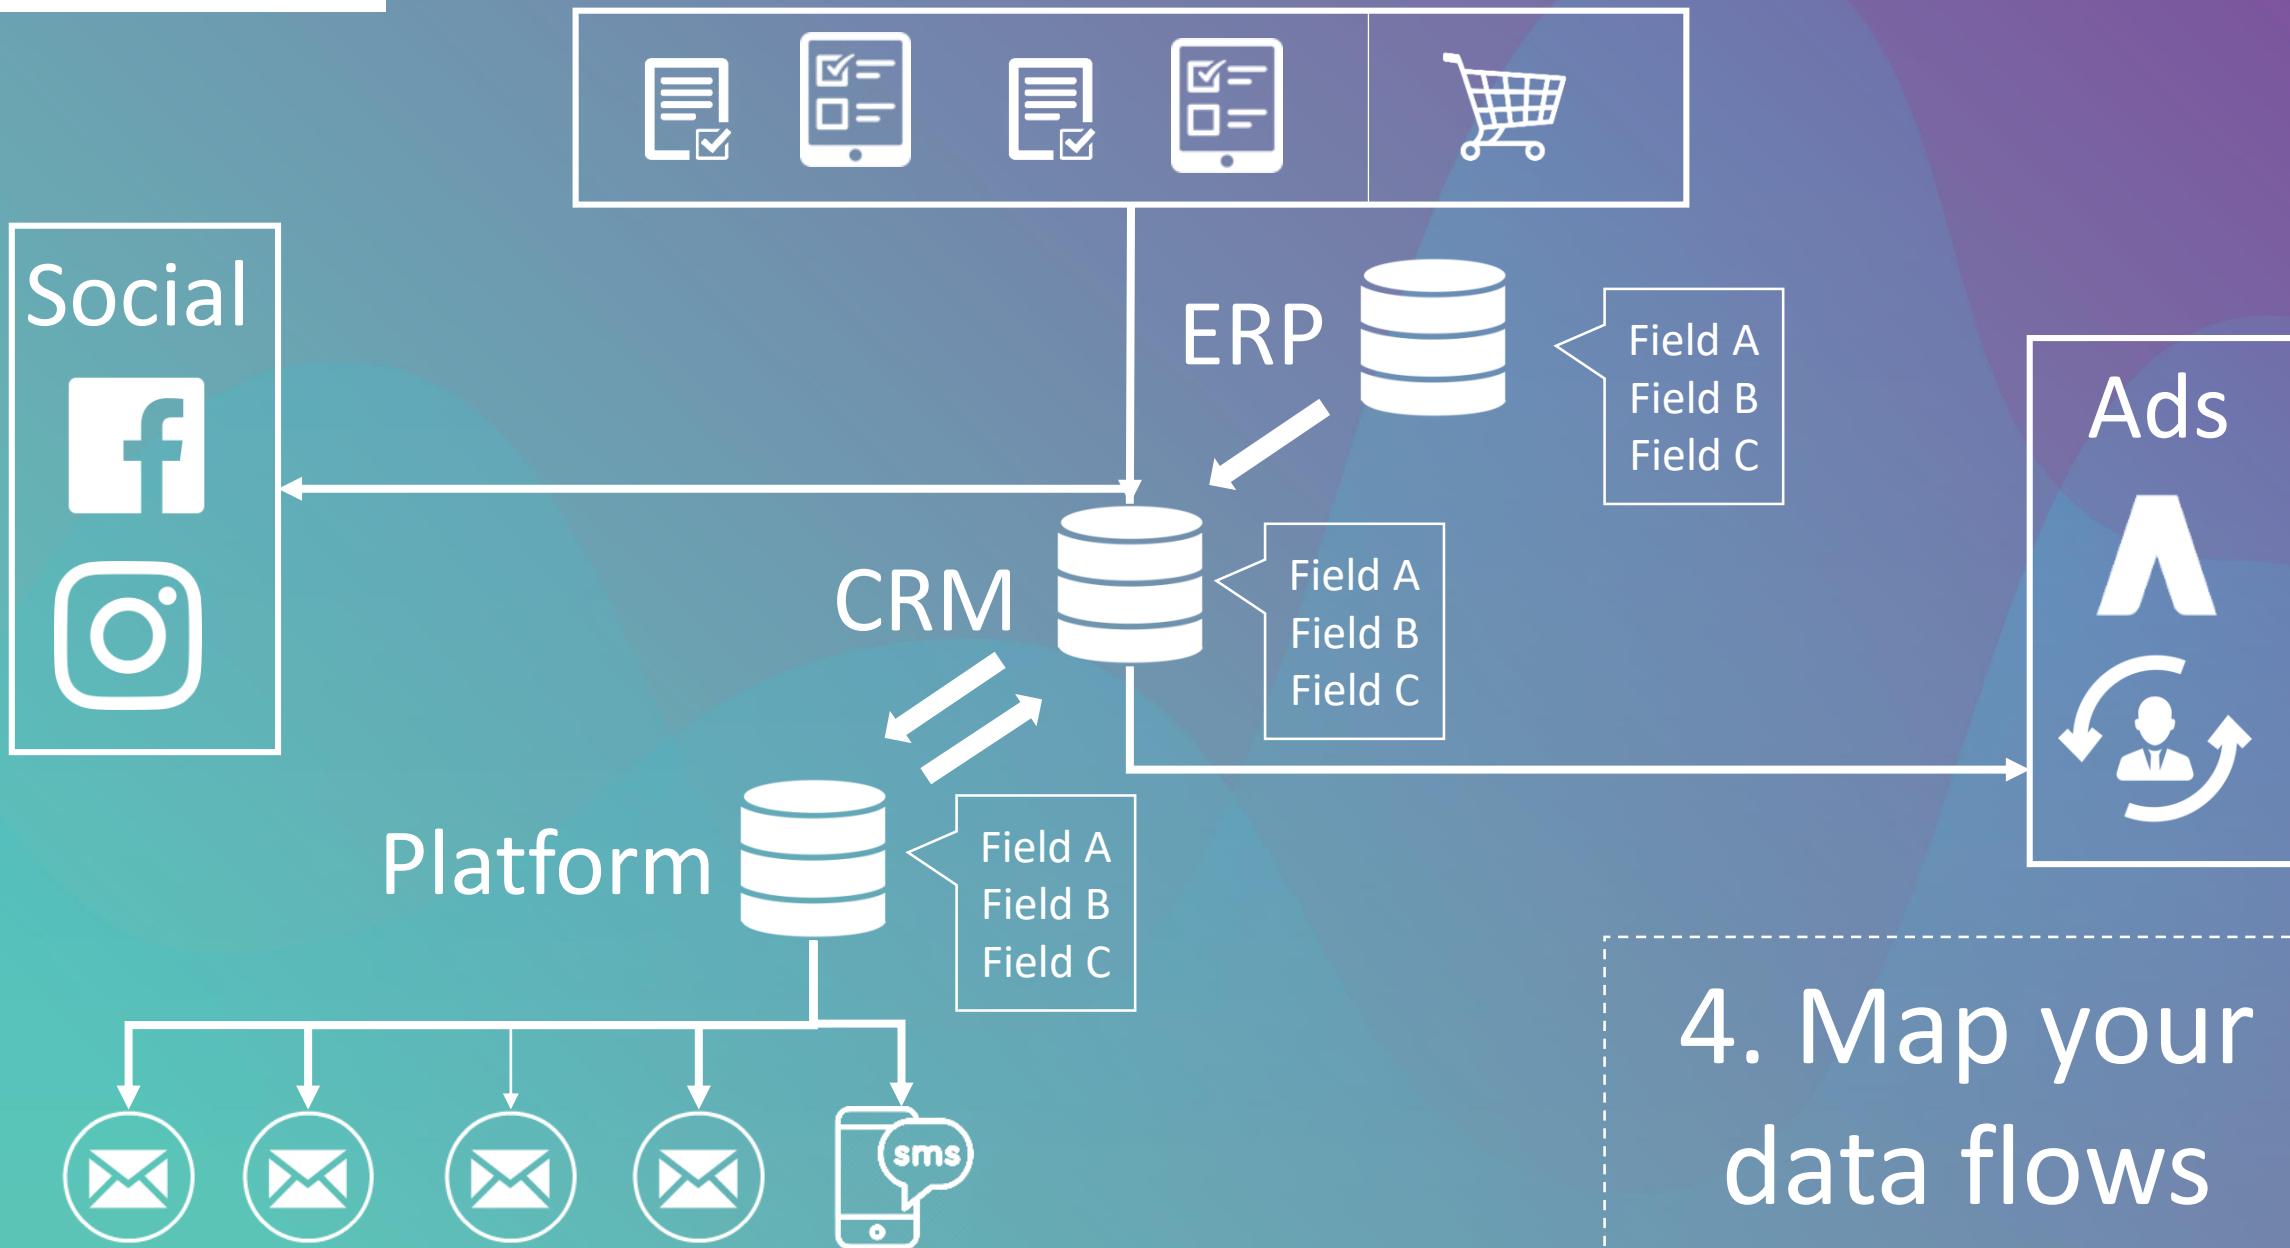 Social
ERP
Field A
Field B
Field C
Ads
CRM
Field A
Field B
Field C
Platform
Field A
Field B
Field C
sms
4. Map your
data flows